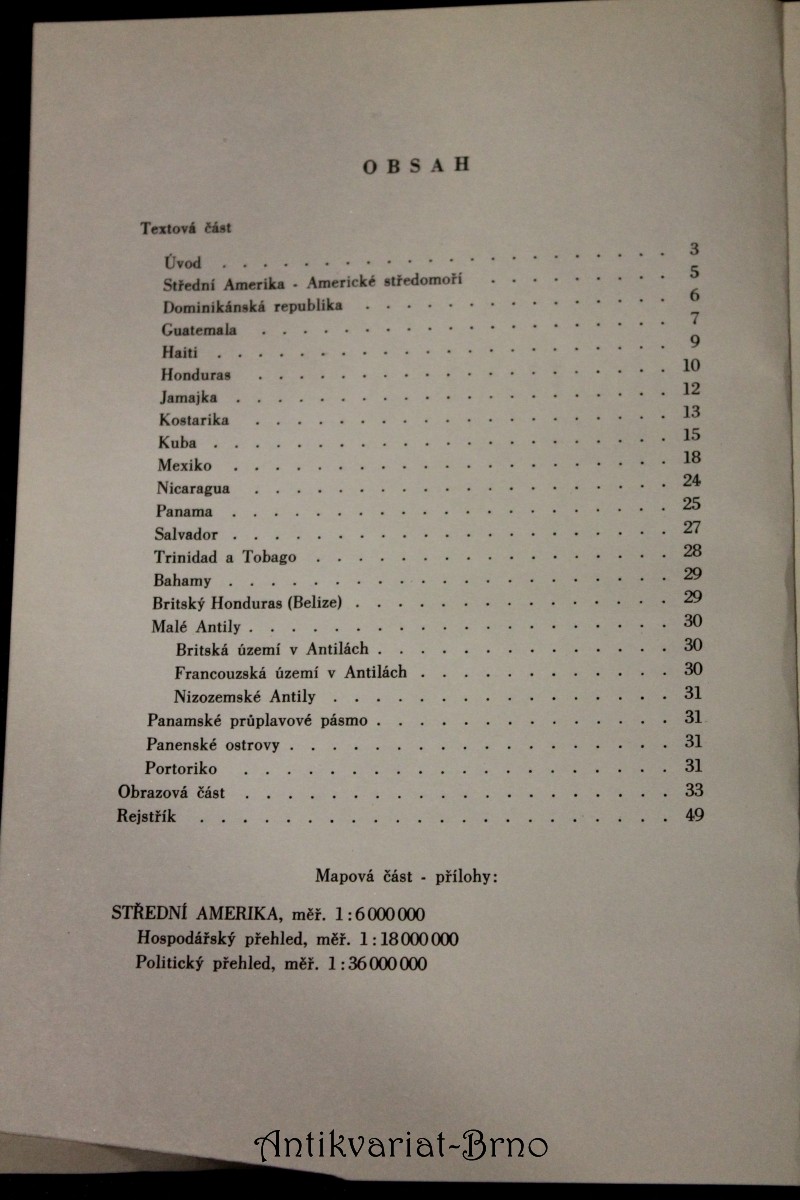 OBSAH
Textová část
Úvod . . . . . . . . . . . . . . . . . . 3
Střední Amerika - Americké středomoří . . . . . . . 5
Dominikánská republika . . . . . . . . . . . . 6
Guatemala . . . . . . . . . . . . . . . . 7
Haiti . . . . . . . . . . . . . . . . . . 9
Honduras . . . . . . . . . . . . . . . . 10
Jamajka . . . . . . . . . . . . . . . . . 12
Kostarika . . . . . . . . . . . . . . . . 13
Kuba . . . . . . . . . . . . . . . . . . 15
Mexiko . . . . . . . . . . . . . . . . . 18
Nicaragua . . . . . . . . . . . . . . . . 24
Panama . . . . . . . . . . . . . . . . . 25
Salvador . . . . . . . . . . . . . . . . . 27
Trinidad a Tobago . . . . . . . . . . . . . . 28
Bahamy . . . . . . . . . . . . . . . . . 29
Britský Honduras (Belize) . . . . . . . . . . . . 29
Malé Antily . . . . . . . . . . . . . . . . 30
Britská území v Antilách . . . . . . . . . . . 30
Francouzská území v Antilách . . . . . . . . . 30
Nizozemské Antily . . . . . . . . . . . . . 31
Panamské průplavové pásmo . . . . . . . . . . . 31
Panenské ostrovy . . . . . . . . . . . . . . 31
Portoriko . . . . . . . . . . . . . . . . 31
Obrazová část . . . . . . . . . . . . . . . . 33
Rejstřík . . . . . . . . . . . . . . . . . 49
Mapová část - přílohy:
STŘEDNÍ AMERIKA, měř. 1 : 6 000 000
Hospodářský přehled, měř. 1 : 18 000 000
Politický přehled, měř. 1 : 36 000 000
Antikvariat-Brno